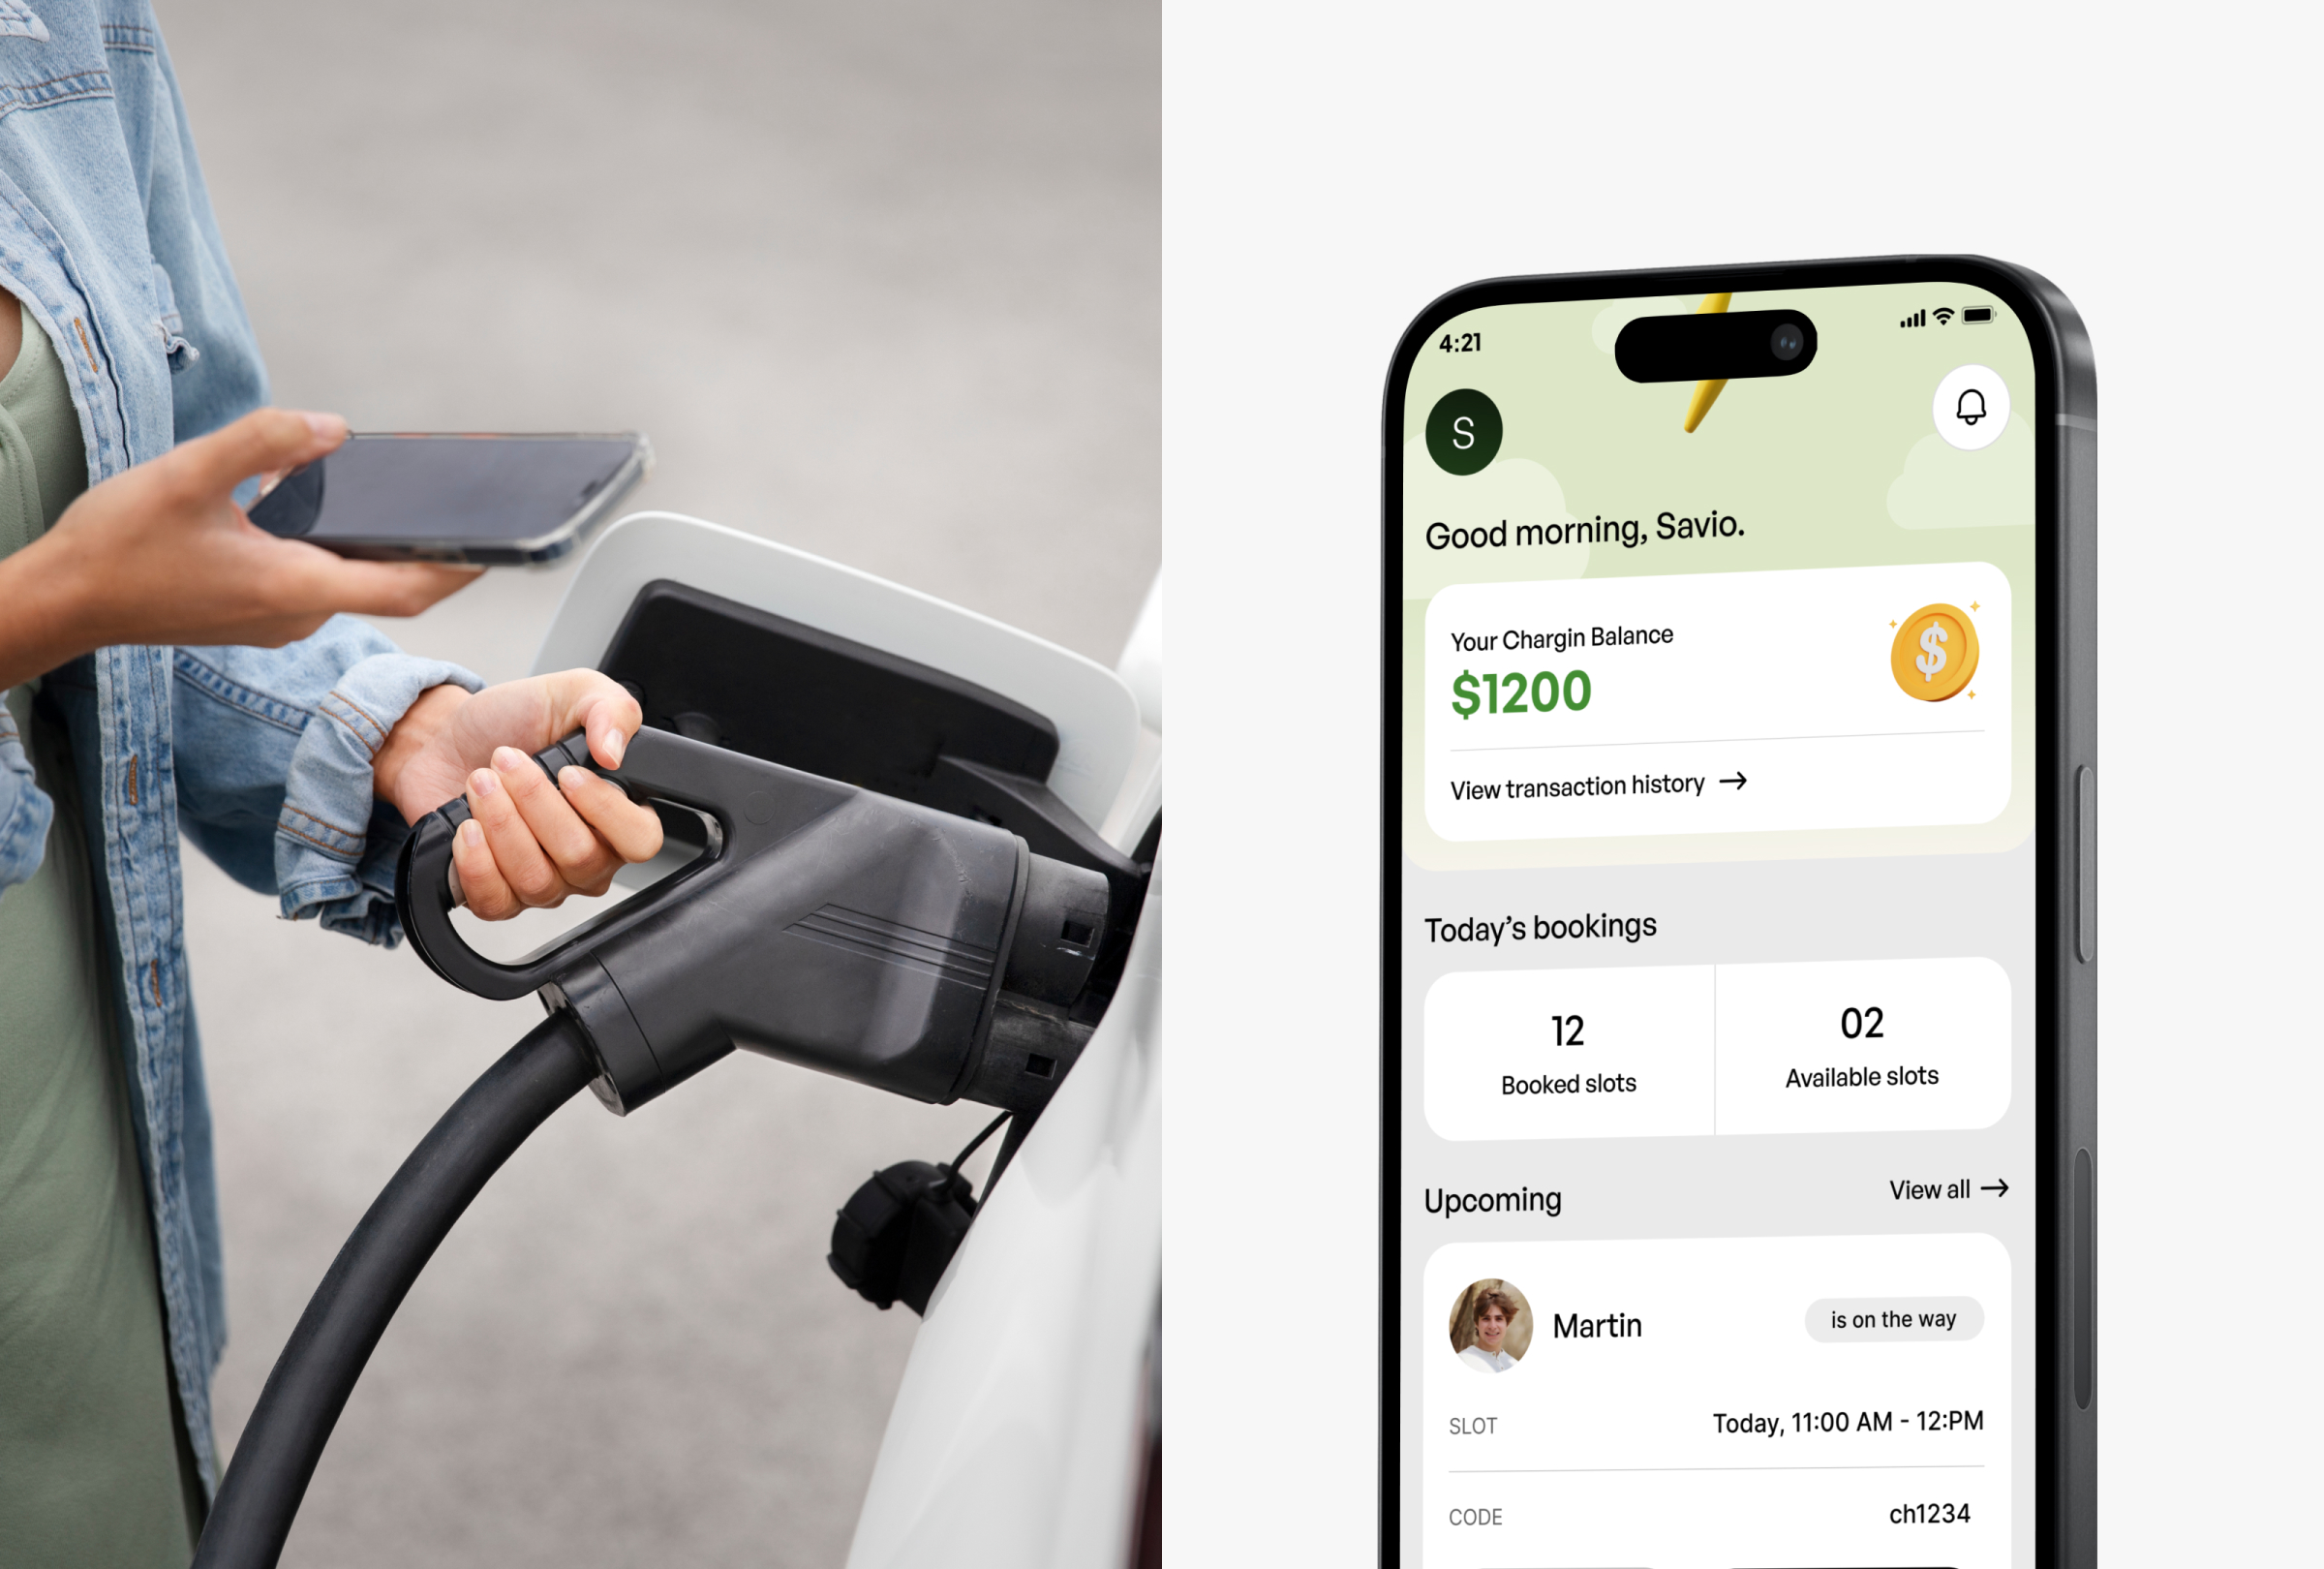 4:21
S
Good morning, Savio.
Your Chargin Balance
$1200
$
View transaction history
Today's bookings
12
Booked slots
02
Available slots
Upcoming
View all
Martin
is on the way
SLOT
Today, 11:00 AM - 12:PM
CODE
ch1234